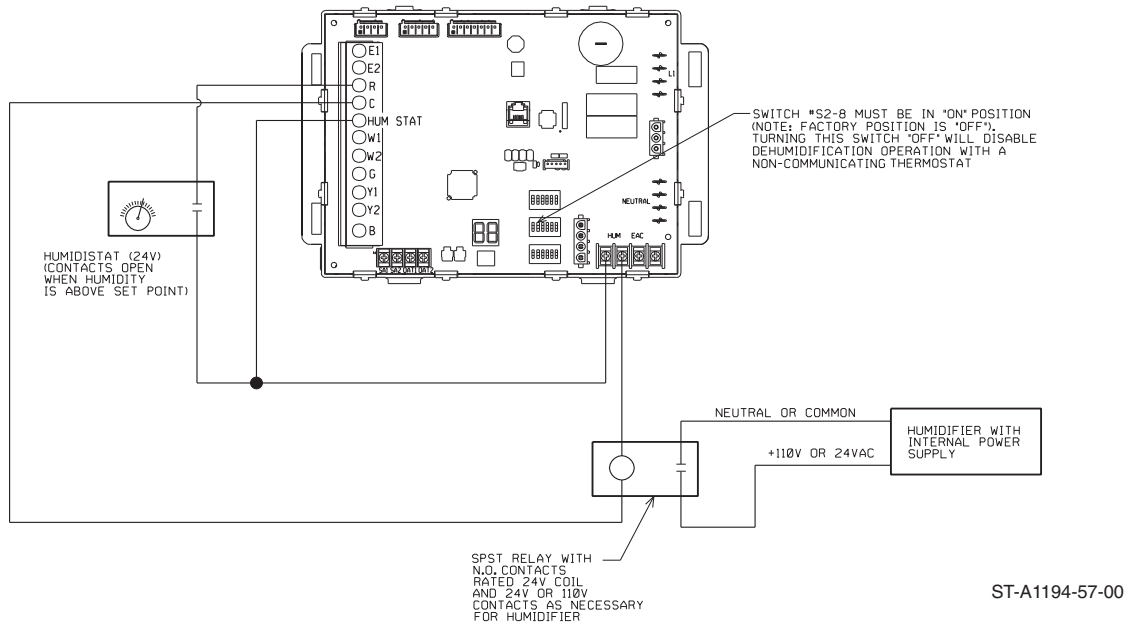 E1
E2
R
C
HUM STAT
W1
W2
G
Y1
Y2
B
SA1 SA2 OAT1 OAT2
L1
NEUTRAL
HUM EAC
SWITCH #S2-8 MUST BE IN "ON" POSITION
(NOTE: FACTORY POSITION IS "OFF").
TURNING THIS SWITCH "OFF" WILL DISABLE
DEHUMIDIFICATION OPERATION WITH A
NON-COMMUNICATING THERMOSTAT
HUMIDISTAT (24V)
(CONTACTS OPEN
WHEN HUMIDITY
IS ABOVE SET POINT)
NEUTRAL OR COMMON
+110V OR 24VAC
HUMIDIFIER WITH
INTERNAL POWER
SUPPLY
SPST RELAY WITH
N.O. CONTACTS
RATED 24V COIL
AND 24V OR 110V
CONTACTS AS NECESSARY
FOR HUMIDIFIER
ST-A1194-57-00